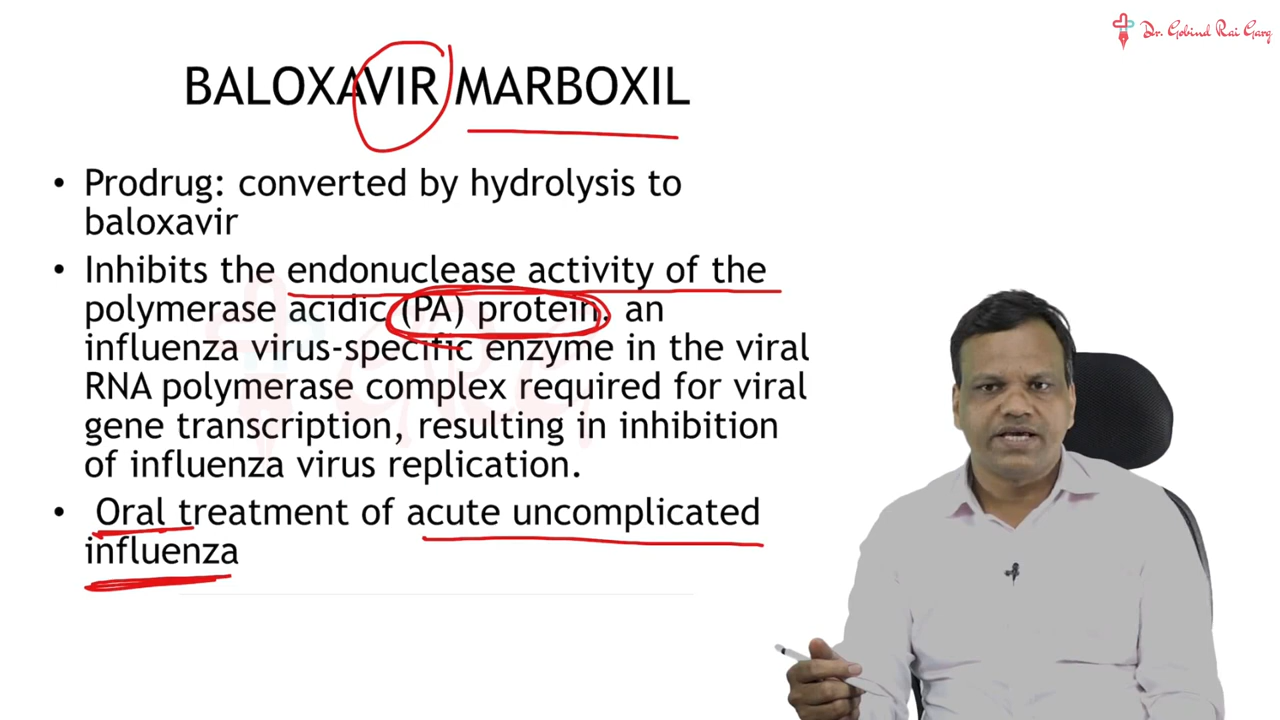 Dr. Gobind Rai Garg
BALOXAVIR MARBOXIL
• Prodrug: converted by hydrolysis to
baloxavir
• Inhibits the endonuclease activity of the
polymerase acidic (PA) protein, an
influenza virus-specific enzyme in the viral
RNA polymerase complex required for viral
gene transcription, resulting in inhibition
of influenza virus replication.
• Oral treatment of acute uncomplicated
influenza